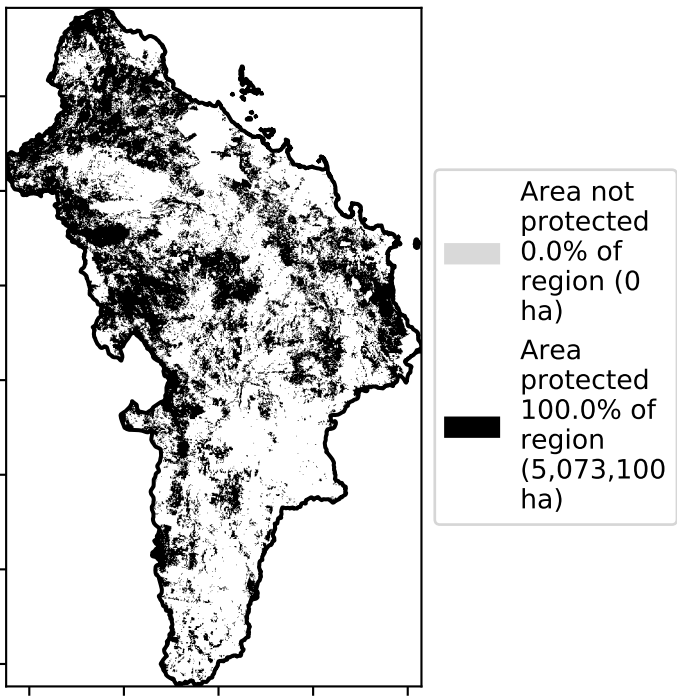 Area not
protected
0.0% of
region (0
ha)
Area
protected
100.0% of
region
(5,073,100
ha)